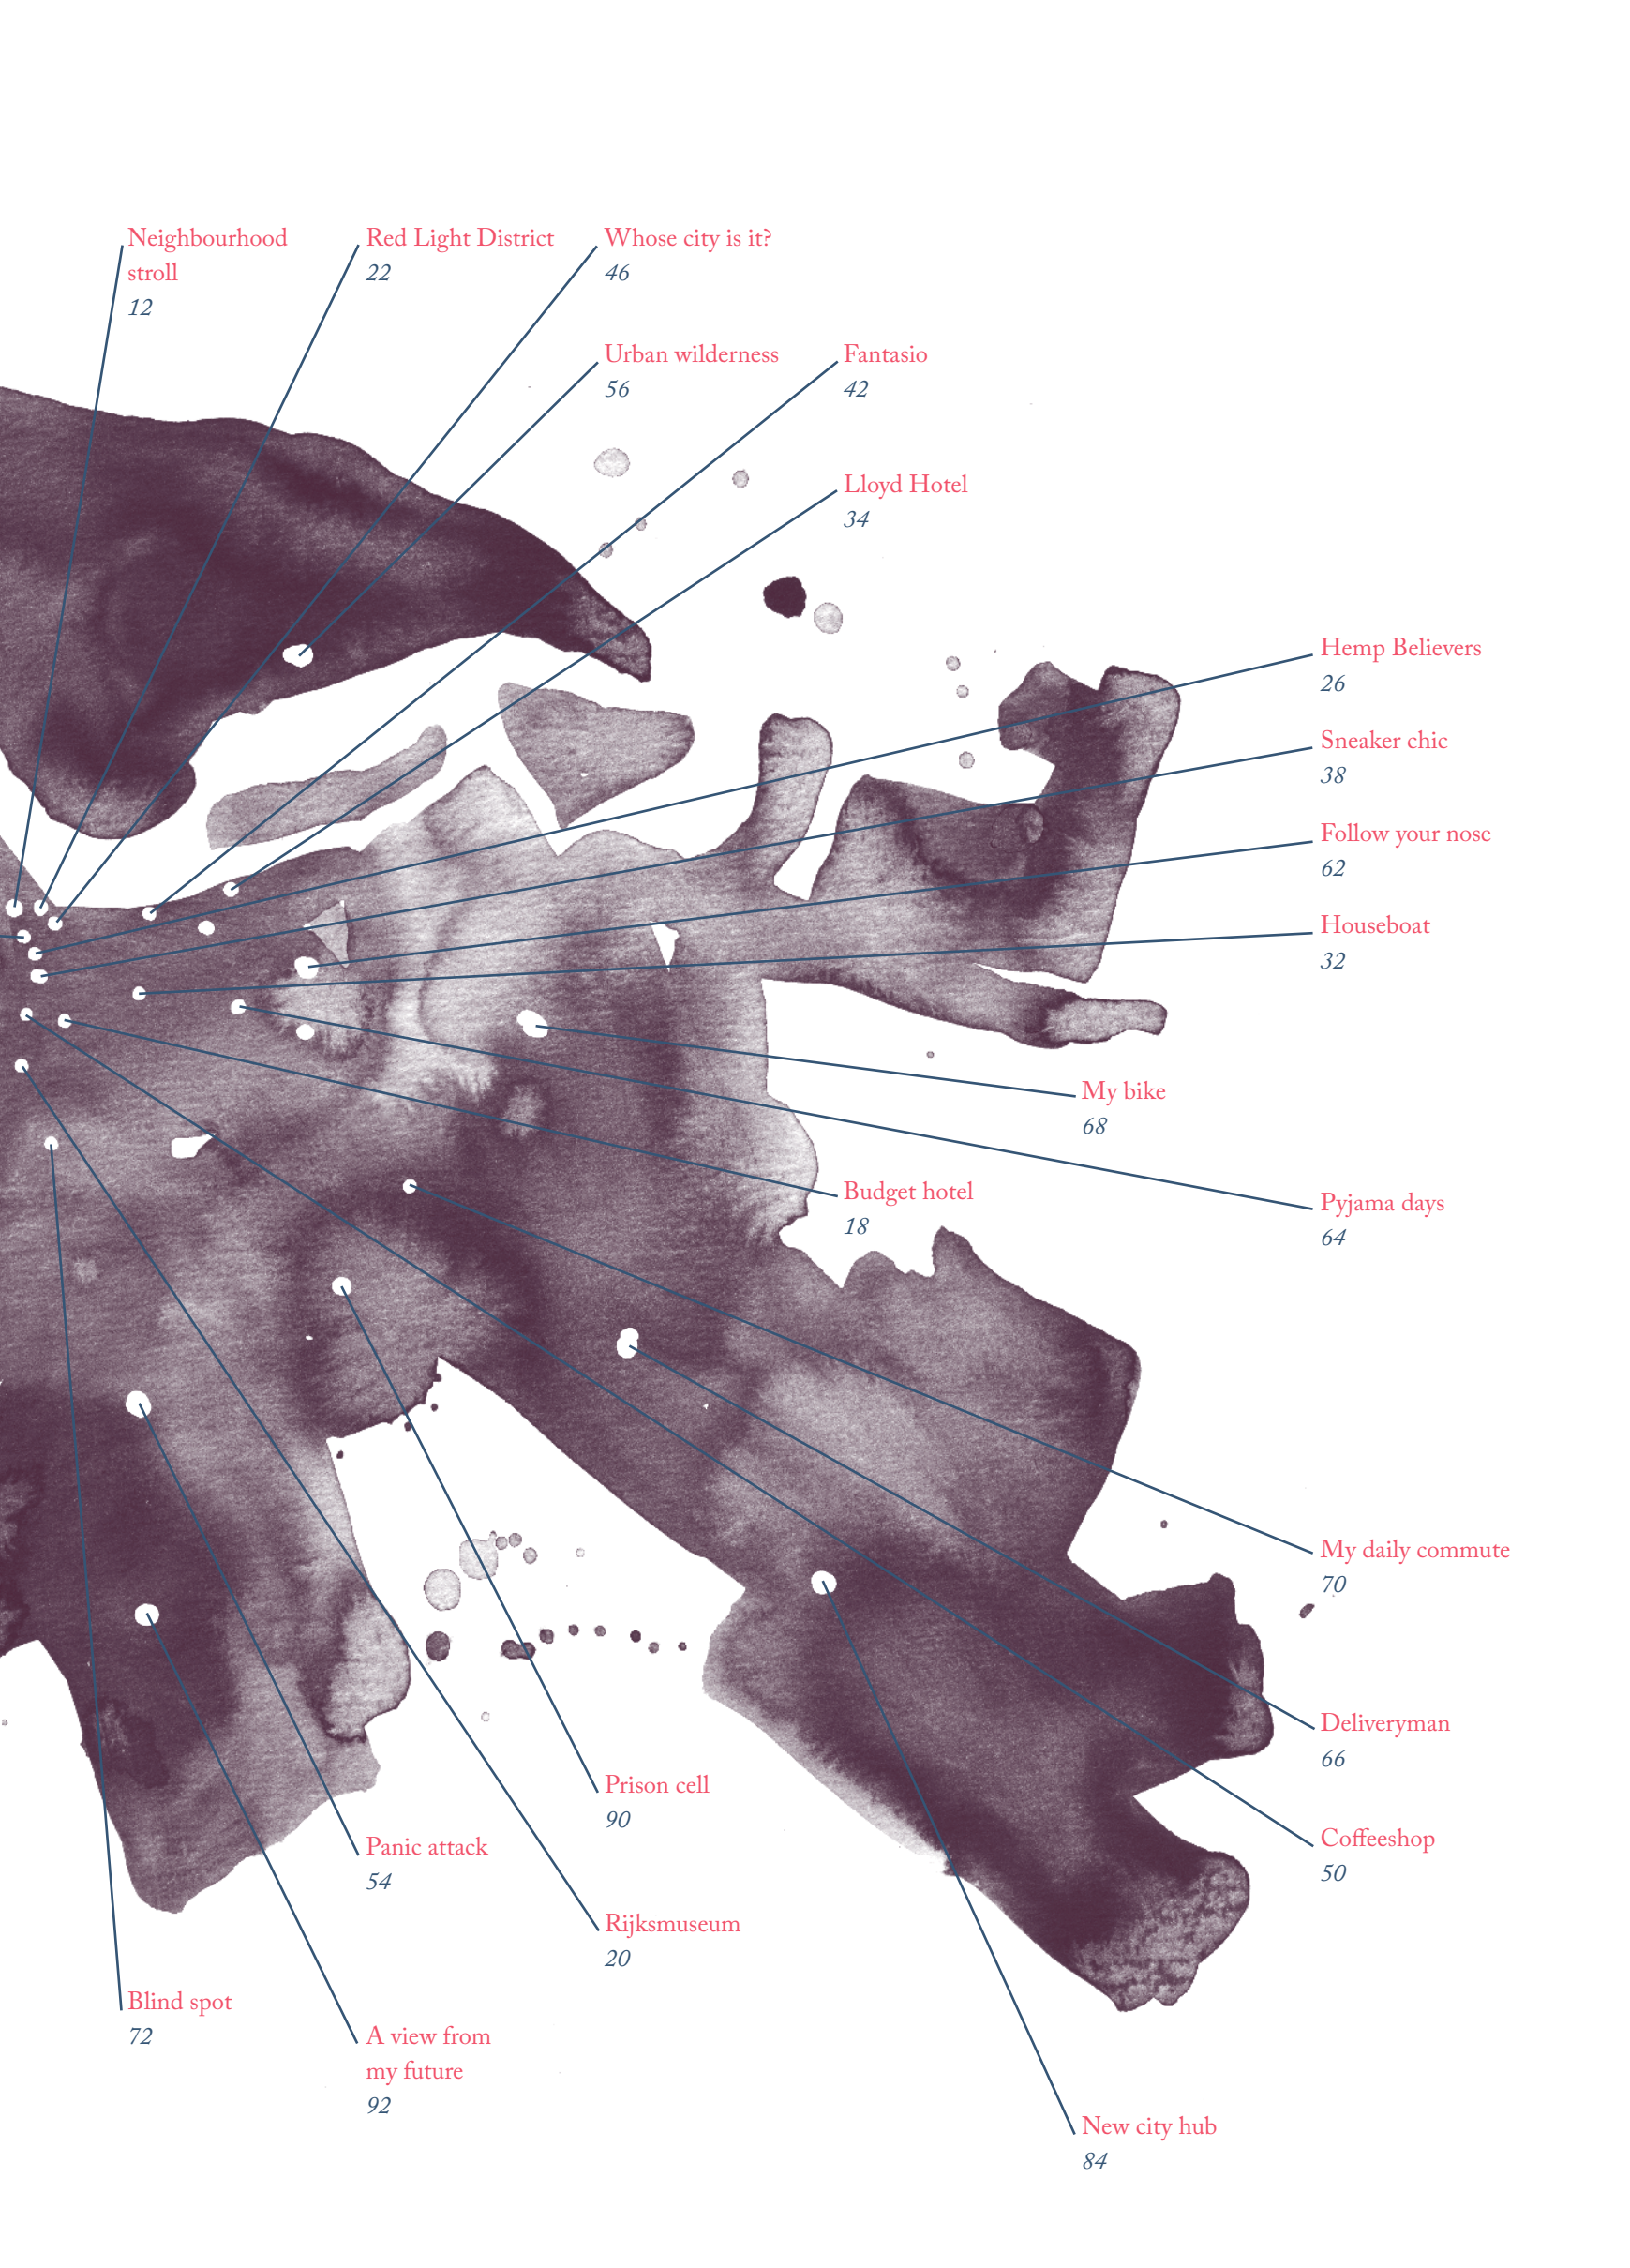 Neighbourhood
stroll
12
Red Light District
22
Whose city is it?
46
Urban wilderness
56
Fantasio
42
Lloyd Hotel
34
Hemp Believers
26
Sneaker chic
38
Follow your nose
62
Houseboat
32
My bike
68
Budget hotel
18
Pyjama days
64
My daily commute
70
Deliveryman
66
Prison cell
90
Coffeeshop
50
Panic attack
54
Rijksmuseum
20
Blind spot
72
A view from
my future
92
New city hub
84